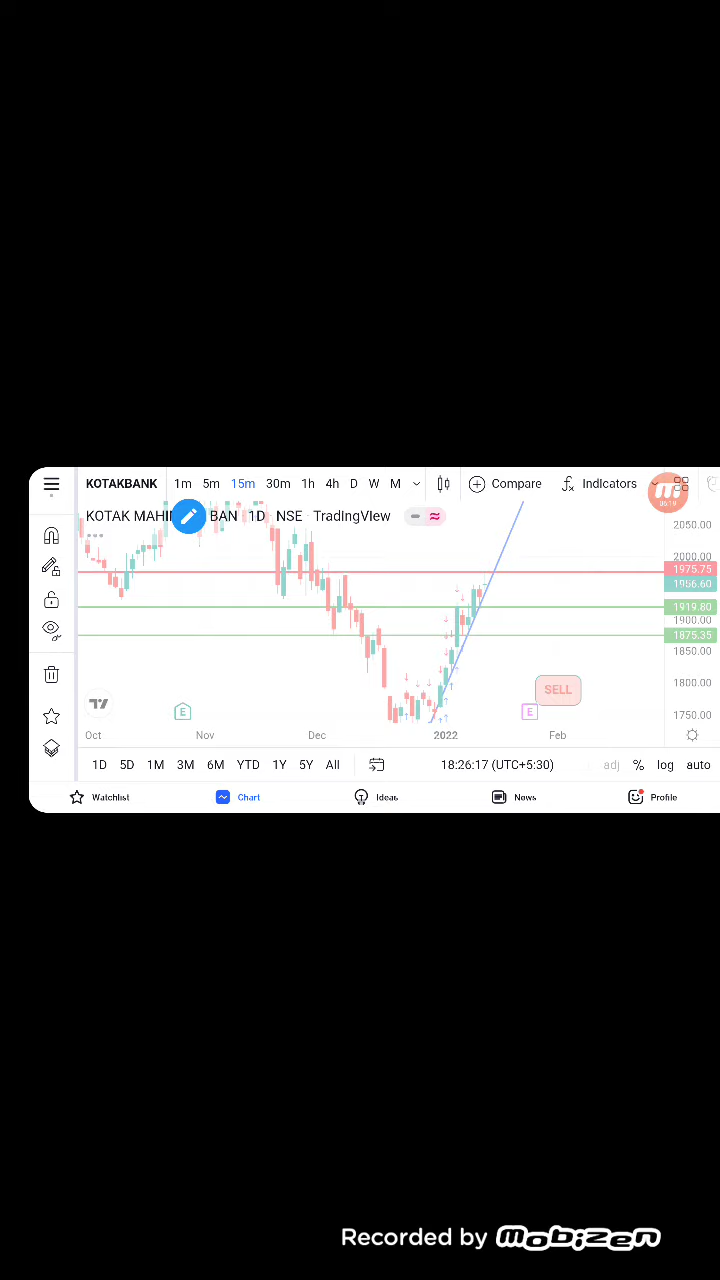 KOTAKBANK 1m 5m 15m 30m 1h 4h D W M Compare Indicators
KOTAK MAHI BAN 1D · NSE · TradingView
05:19
2050.00
2000.00
1975.75
1956.60
1919.80
1900.00
1875.35
1850.00
1800.00
1750.00
SELL
E E
Oct Nov Dec 2022 Feb
1D 5D 1M 3M 6M YTD 1Y 5Y All 18:26:17 (UTC+5:30) adj % log auto
Watchlist Chart Ideas News Profile
Recorded by mobizen